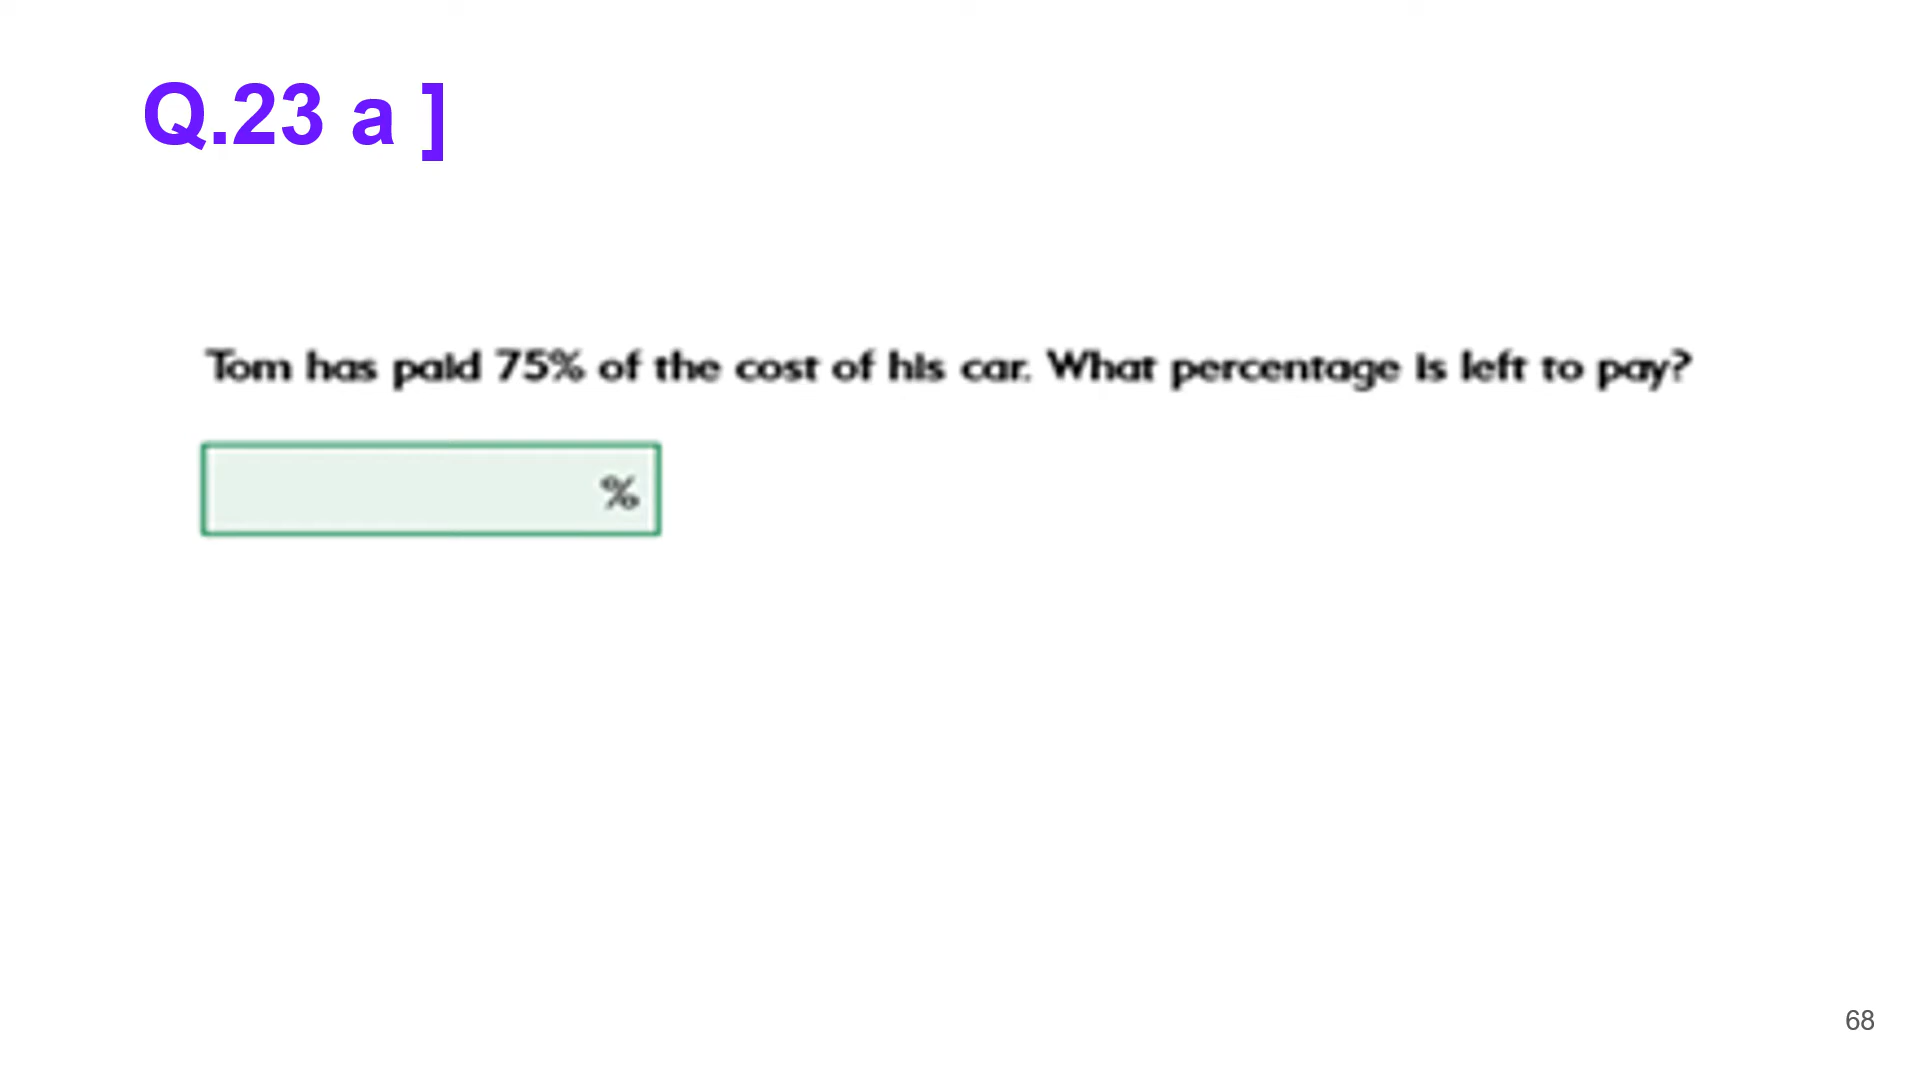 Q.23 a ]
Tom has paid 75% of the cost of his car. What percentage is left to pay?
%
68